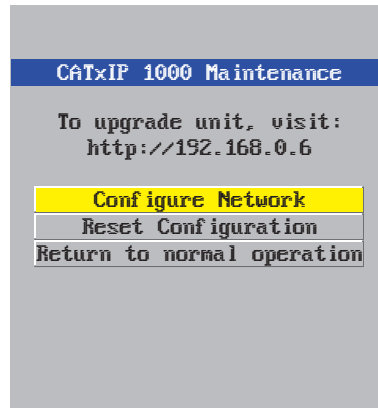 CATxIP 1000 Maintenance
To upgrade unit, visit:
http://192.168.0.6
Configure Network
Reset Configuration
Return to normal operation